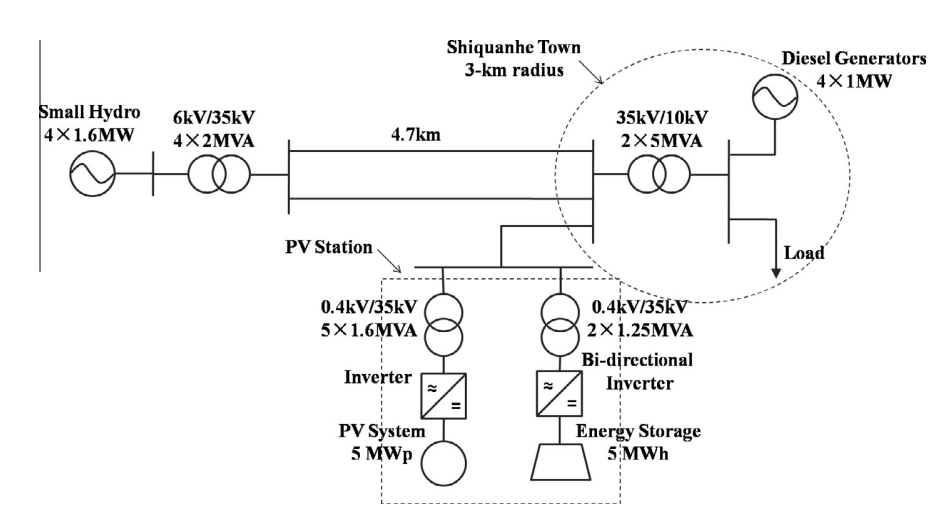 Shiquanhe Town
3-km radius
Diesel Generators
4×1MW
Small Hydro
4×1.6MW
6kV/35kV
4×2MVA
4.7km
35kV/10kV
2×5MVA
PV Station
Load
0.4kV/35kV
5×1.6MVA
0.4kV/35kV
2×1.25MVA
Inverter
Bi-directional
Inverter
PV System
5 MWp
Energy Storage
5 MWh